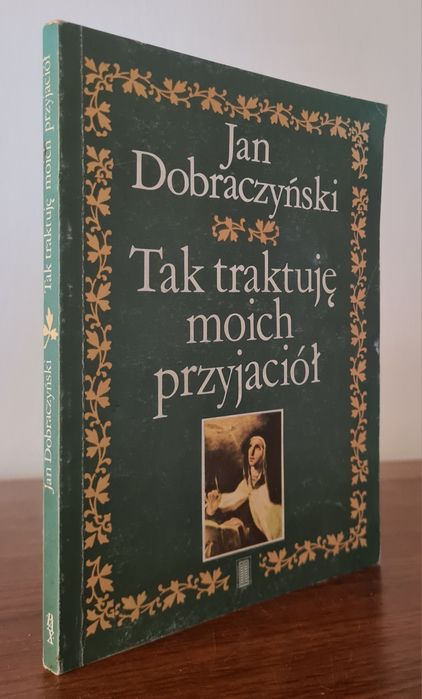 Jan
Dobraczyński
Tak traktuję
moich
przyjaciół
Jan Dobraczyński Tak traktuję moich przyjaciół